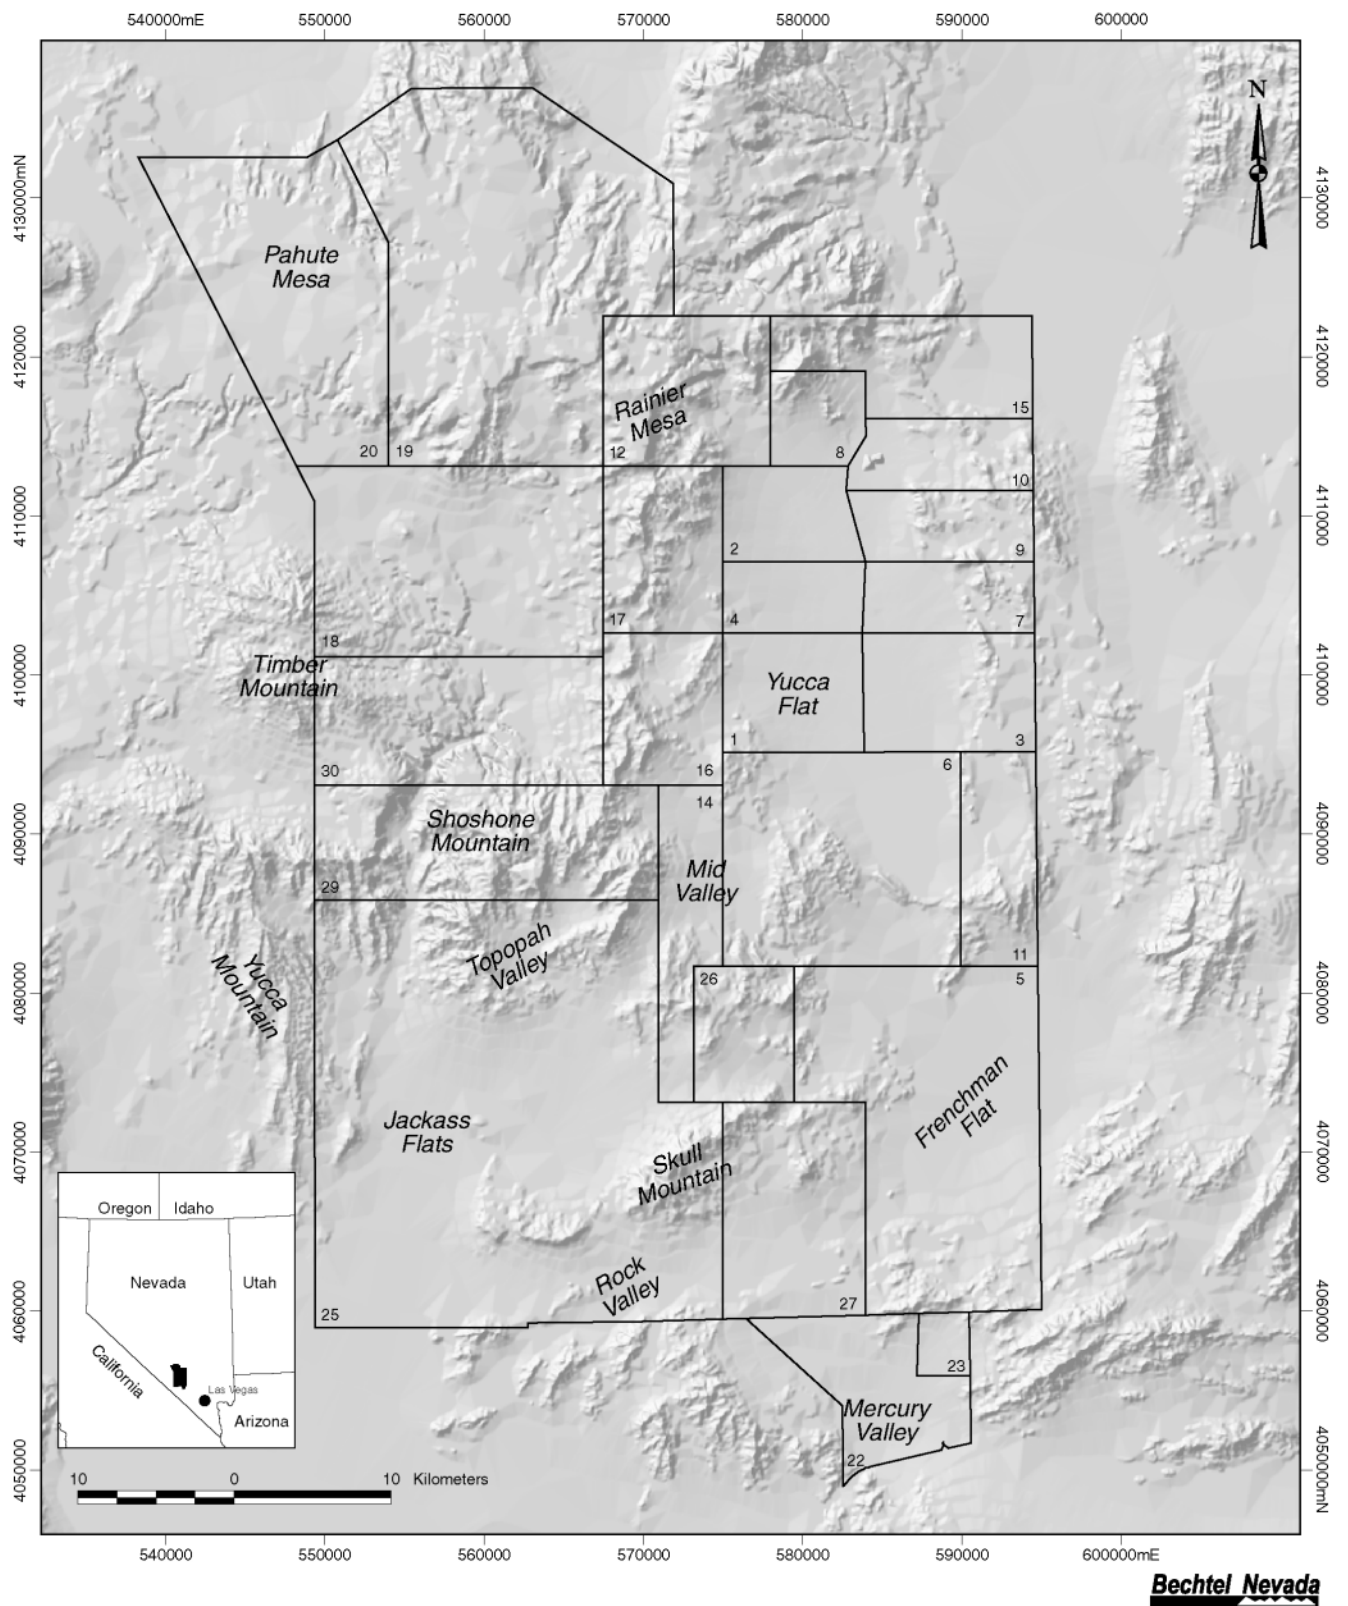 540000mE 550000 560000 570000 580000 590000 600000
N
4130000mN
4130000
Pahute
Mesa
4120000
4120000
Rainier
Mesa
15
20
19
12
8
10
4110000
4110000
2
9
17
4
7
18
Timber
Mountain
4100000
4100000
Yucca
Flat
1
3
30
16
6
14
Shoshone
Mountain
4090000
4090000
Mid
Valley
29
Topopah
Valley
11
Yucca
Mountain
26
5
4080000
4080000
Frenchman
Flat
Jackass
Flats
4070000
4070000
Skull
Mountain
Oregon
Idaho
Nevada
Utah
Rock
Valley
4060000
4060000
25
27
California
23
Las Vegas
Arizona
Mercury
Valley
22
4050000
4050000mN
10 0 10 Kilometers
540000 550000 560000 570000 580000 590000 600000mE
Bechtel Nevada